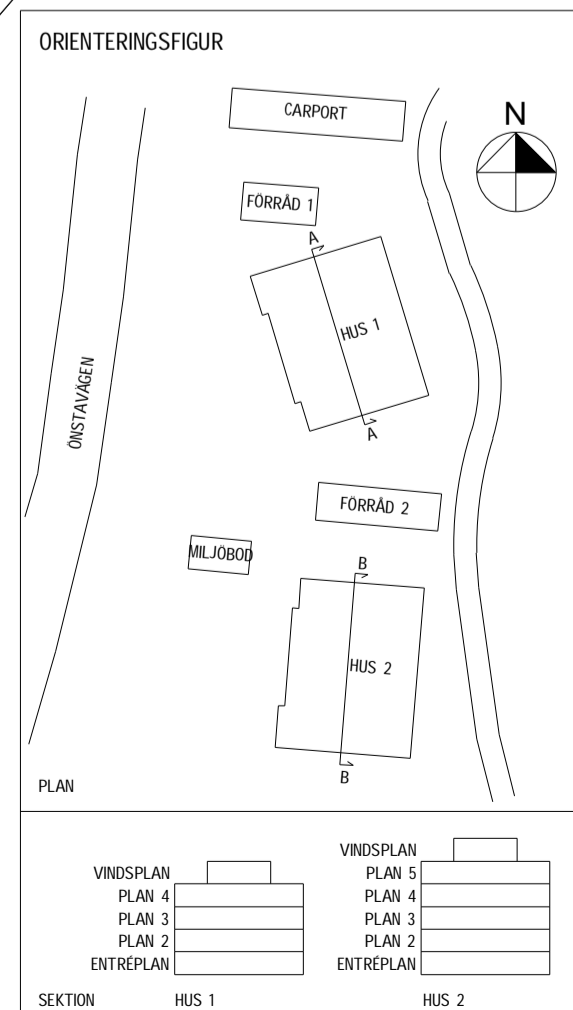 ORIENTERINGSFIGUR
CARPORT
N
FÖRRÅD 1
A
HUS 1
ÖNSTAVÄGEN
A
FÖRRÅD 2
MILJÖBOD
B
HUS 2
B
PLAN
VINDSPLAN
PLAN 4
PLAN 3
PLAN 2
ENTRÉPLAN
VINDSPLAN
PLAN 5
PLAN 4
PLAN 3
PLAN 2
ENTRÉPLAN
SEKTION HUS 1 HUS 2